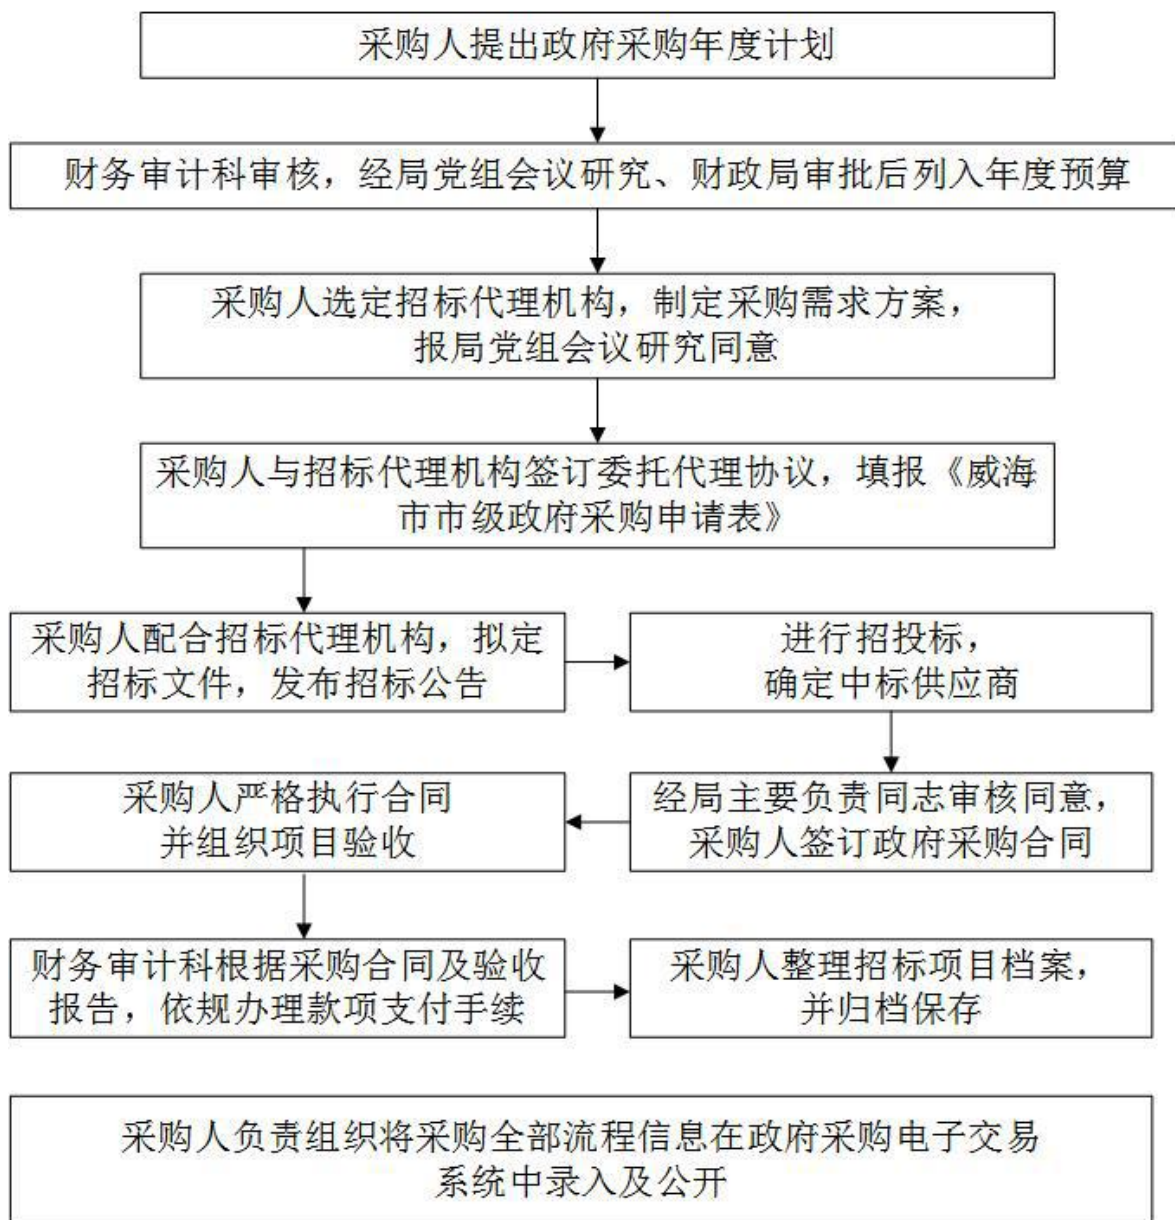 采购人提出政府采购年度计划
财务审计科审核，经局党组会议研究、财政局审批后列入年度预算
采购人选定招标代理机构，制定采购需求方案，
报局党组会议研究同意
采购人与招标代理机构签订委托代理协议，填报《威海
市市级政府采购申请表》
采购人配合招标代理机构，拟定
招标文件，发布招标公告
进行招投标，
确定中标供应商
经局主要负责同志审核同意，
采购人签订政府采购合同
采购人严格执行合同
并组织项目验收
财务审计科根据采购合同及验收
报告，依规办理款项支付手续
采购人整理招标项目档案，
并归档保存
采购人负责组织将采购全部流程信息在政府采购电子交易
系统中录入及公开